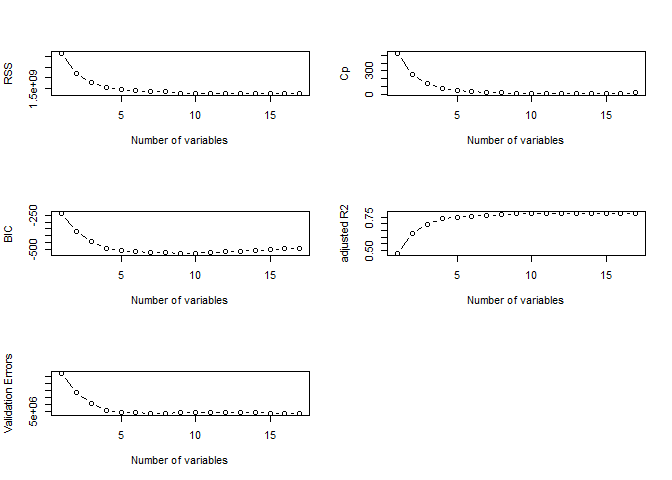 RSS
1.5e+09
5 10 15
Number of variables
Cp
300
0
5 10 15
Number of variables
BIC
-250
-500
5 10 15
Number of variables
adjusted R2
0.75
0.50
5 10 15
Number of variables
Validation Errors
5e+06
5 10 15
Number of variables